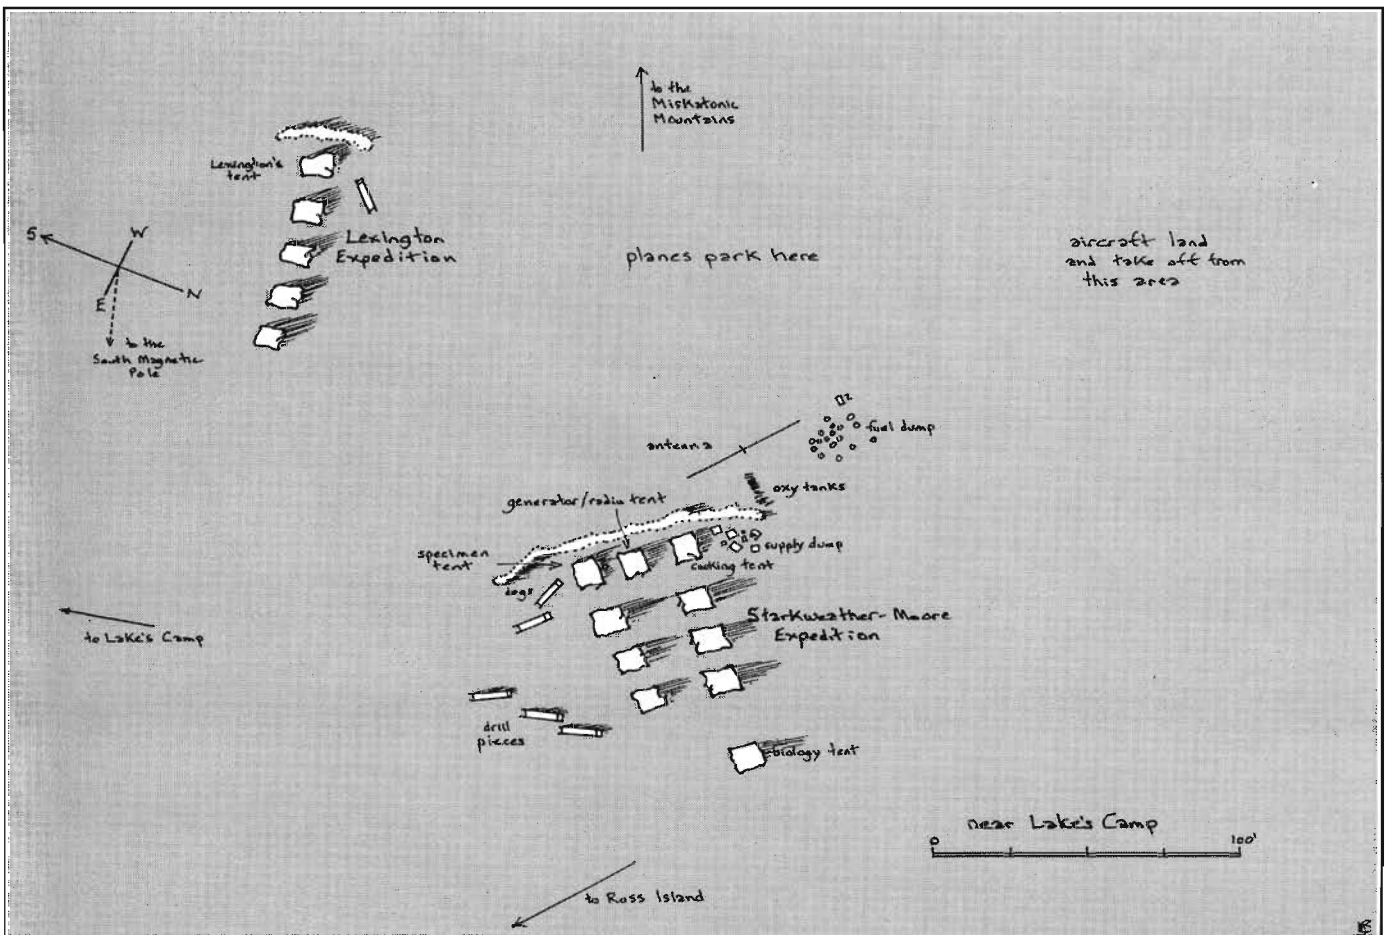 to the
Miskatonic
Mountains
Lexington's
tent
S
W
Lexington
Expedition
N
E
to the
South Magnetic
Pole
planes park here
aircraft land
and take off from
this area
antenna
fuel dump
oxy tanks
generator/radio tent
supply dump
specimen
tent
cooking tent
dogs
Starkweather-Moore
Expedition
to Lake's Camp
drill
pieces
biology tent
near Lake's Camp
0
100'
to Ross Island